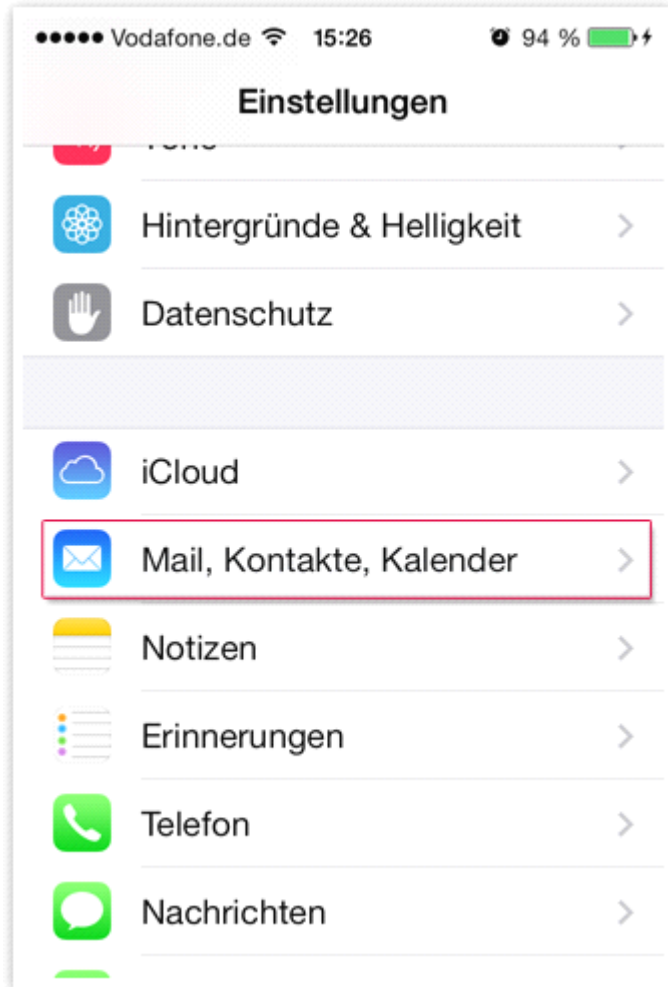 Vodafone.de 15:26 94 %
Einstellungen
Hintergründe & Helligkeit
Datenschutz
iCloud
Mail, Kontakte, Kalender
Notizen
Erinnerungen
Telefon
Nachrichten